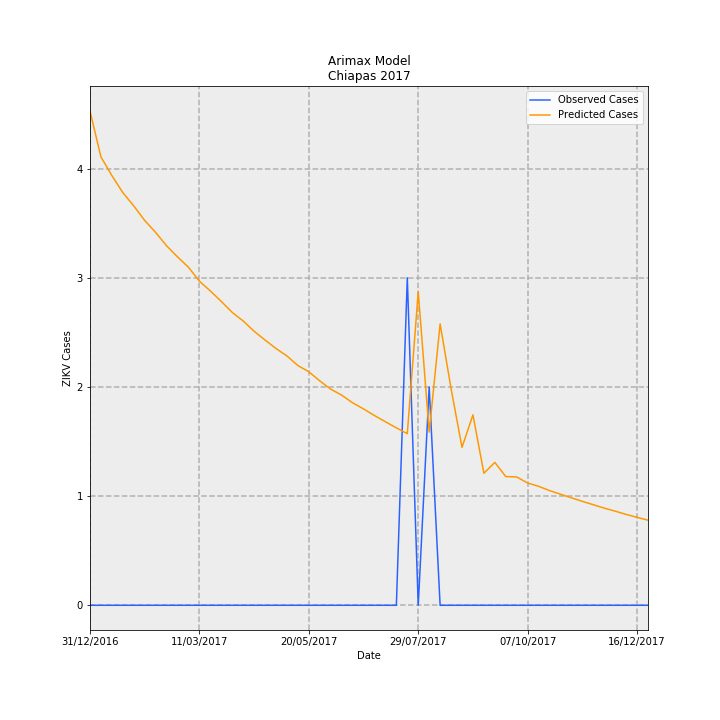 Arimax Model
Chiapas 2017
Observed Cases
Predicted Cases
ZIKV Cases
4
3
2
1
0
31/12/2016
11/03/2017
20/05/2017
29/07/2017
07/10/2017
16/12/2017
Date